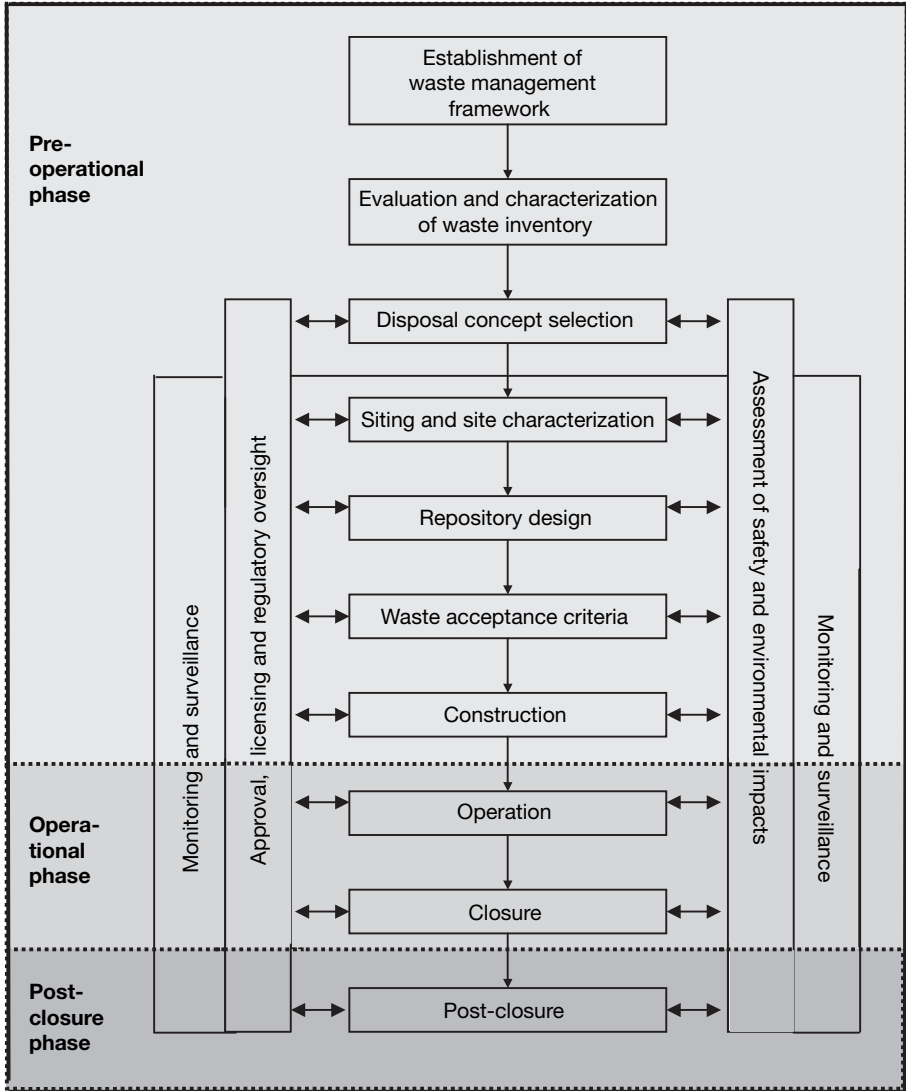 Establishment of
waste management
framework
Pre-
operational
phase
Evaluation and characterization
of waste inventory
Disposal concept selection
Siting and site characterization
Repository design
Waste acceptance criteria
Construction
Monitoring and surveillance
Approval, licensing and regulatory oversight
Assessment of safety and environmental impacts
Monitoring and surveillance
Opera-
tional
phase
Operation
Closure
Post-
closure
phase
Post-closure